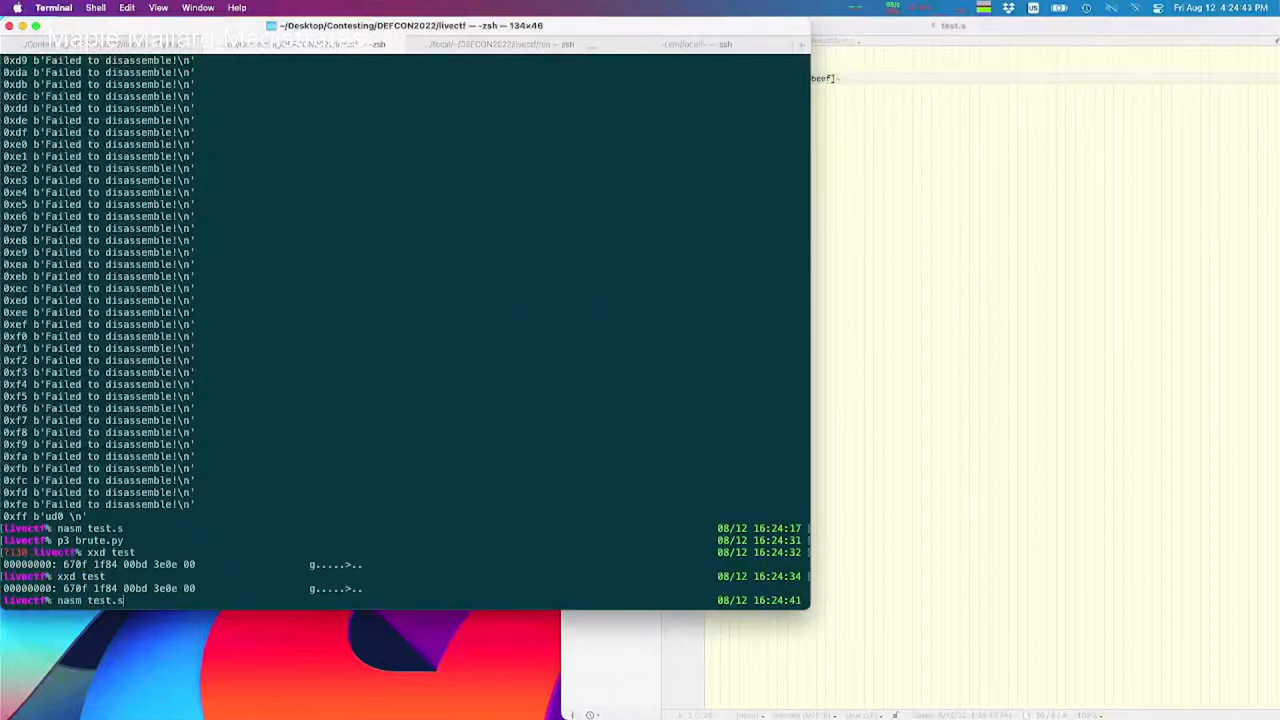 Terminal Shell Edit View Window Help US Fri Aug 12 4:24:49 PM
~/Desktop/Contesting/DEFCON2022/livectf/ — -zsh — 134×46
test.s
0xd9 b'Failed to disassemble!\n'
0xda b'Failed to disassemble!\n'
beef]
0xdb b'Failed to disassemble!\n'
0xdc b'Failed to disassemble!\n'
0xdd b'Failed to disassemble!\n'
0xde b'Failed to disassemble!\n'
0xdf b'Failed to disassemble!\n'
0xe0 b'Failed to disassemble!\n'
0xe1 b'Failed to disassemble!\n'
0xe2 b'Failed to disassemble!\n'
0xe3 b'Failed to disassemble!\n'
0xe4 b'Failed to disassemble!\n'
0xe5 b'Failed to disassemble!\n'
0xe6 b'Failed to disassemble!\n'
0xe7 b'Failed to disassemble!\n'
0xe8 b'Failed to disassemble!\n'
0xe9 b'Failed to disassemble!\n'
0xea b'Failed to disassemble!\n'
0xeb b'Failed to disassemble!\n'
0xec b'Failed to disassemble!\n'
0xed b'Failed to disassemble!\n'
0xee b'Failed to disassemble!\n'
0xef b'Failed to disassemble!\n'
0xf0 b'Failed to disassemble!\n'
0xf1 b'Failed to disassemble!\n'
0xf2 b'Failed to disassemble!\n'
0xf3 b'Failed to disassemble!\n'
0xf4 b'Failed to disassemble!\n'
0xf5 b'Failed to disassemble!\n'
0xf6 b'Failed to disassemble!\n'
0xf7 b'Failed to disassemble!\n'
0xf8 b'Failed to disassemble!\n'
0xf9 b'Failed to disassemble!\n'
0xfa b'Failed to disassemble!\n'
0xfb b'Failed to disassemble!\n'
0xfc b'Failed to disassemble!\n'
0xfd b'Failed to disassemble!\n'
0xfe b'Failed to disassemble!\n'
0xff b'ud0 \n'
[livectf% nasm test.s 08/12 16:24:17 ]
[livectf% p3 brute.py 08/12 16:24:31 ]
[?130 livectf% xxd test 08/12 16:24:32 ]
00000000: 670f 1f84 00bd 3e0e 00 g.....>..
[livectf% xxd test 08/12 16:24:34 ]
00000000: 670f 1f84 00bd 3e0e 00 g.....>..
livectf% nasm test.s 08/12 16:24:41